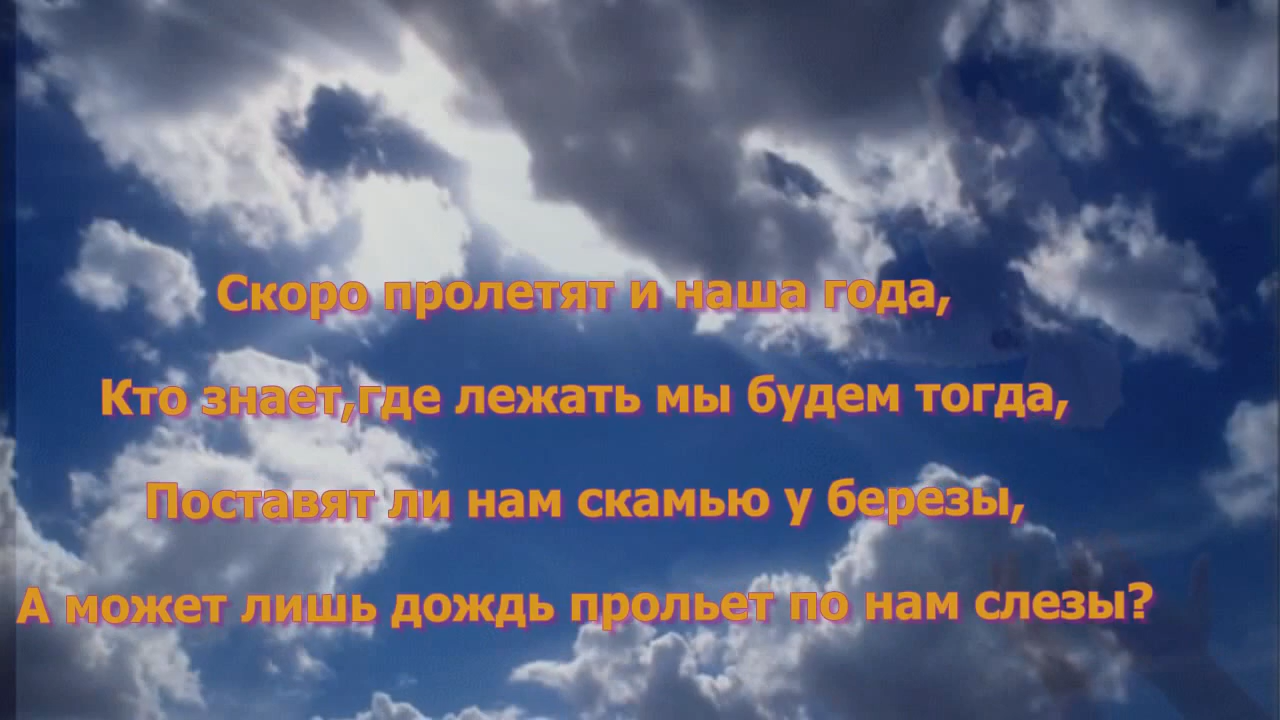 Скоро пролетят и наша года,
Кто знает,где лежать мы будем тогда,
Поставят ли нам скамью у березы,
А может лишь дождь прольет по нам слезы?